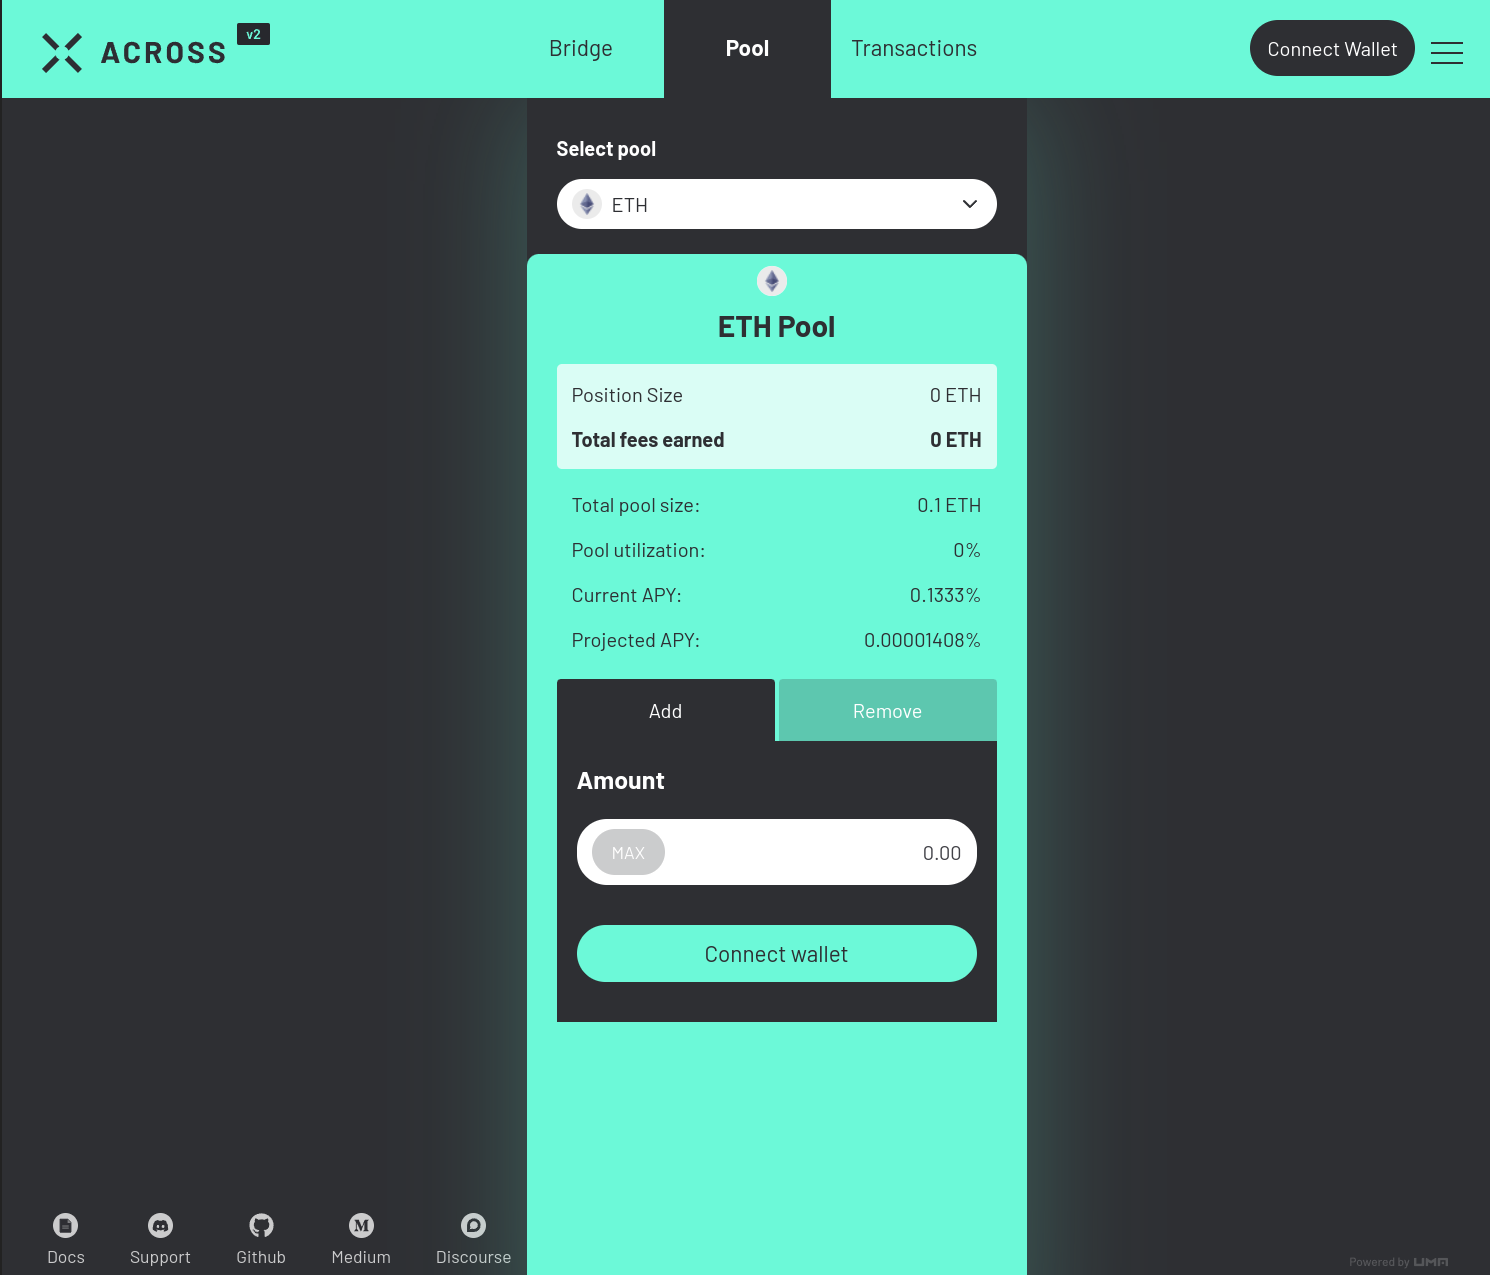 ACROSS v2
Bridge
Pool
Transactions
Connect Wallet
Select pool
ETH
ETH Pool
Position Size 0 ETH
Total fees earned 0 ETH
Total pool size: 0.1 ETH
Pool utilization: 0%
Current APY: 0.1333%
Projected APY: 0.00001408%
Add
Remove
Amount
MAX 0.00
Connect wallet
Docs
Support
Github
Medium
Discourse
Powered by UMA